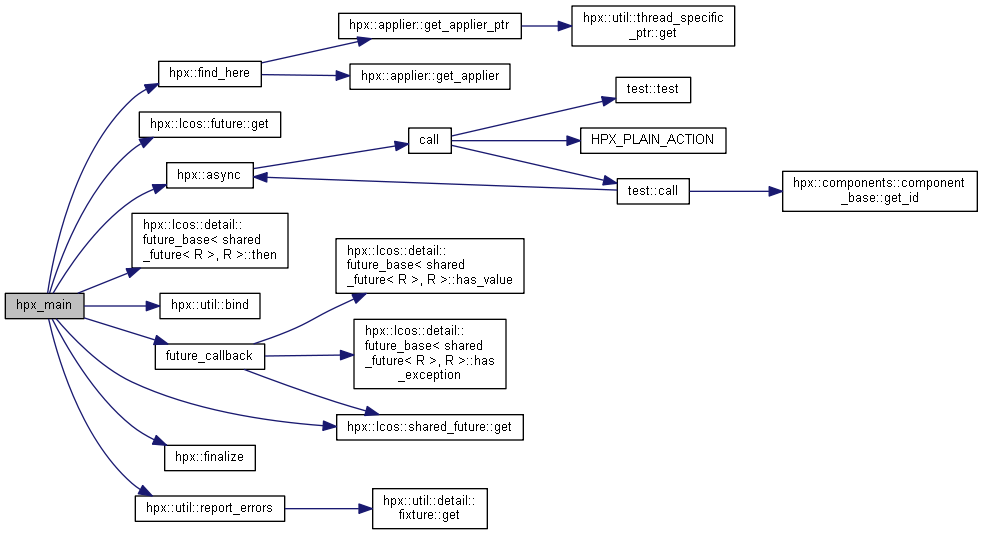 hpx_main
hpx::find_here
hpx::applier::get_applier_ptr
hpx::util::thread_specific
_ptr::get
hpx::applier::get_applier
hpx::lcos::future::get
hpx::async
call
test::test
HPX_PLAIN_ACTION
test::call
hpx::components::component
_base::get_id
hpx::lcos::detail::
future_base< shared
_future< R >, R >::then
hpx::util::bind
future_callback
hpx::lcos::detail::
future_base< shared
_future< R >, R >::has_value
hpx::lcos::detail::
future_base< shared
_future< R >, R >::has
_exception
hpx::lcos::shared_future::get
hpx::finalize
hpx::util::report_errors
hpx::util::detail::
fixture::get